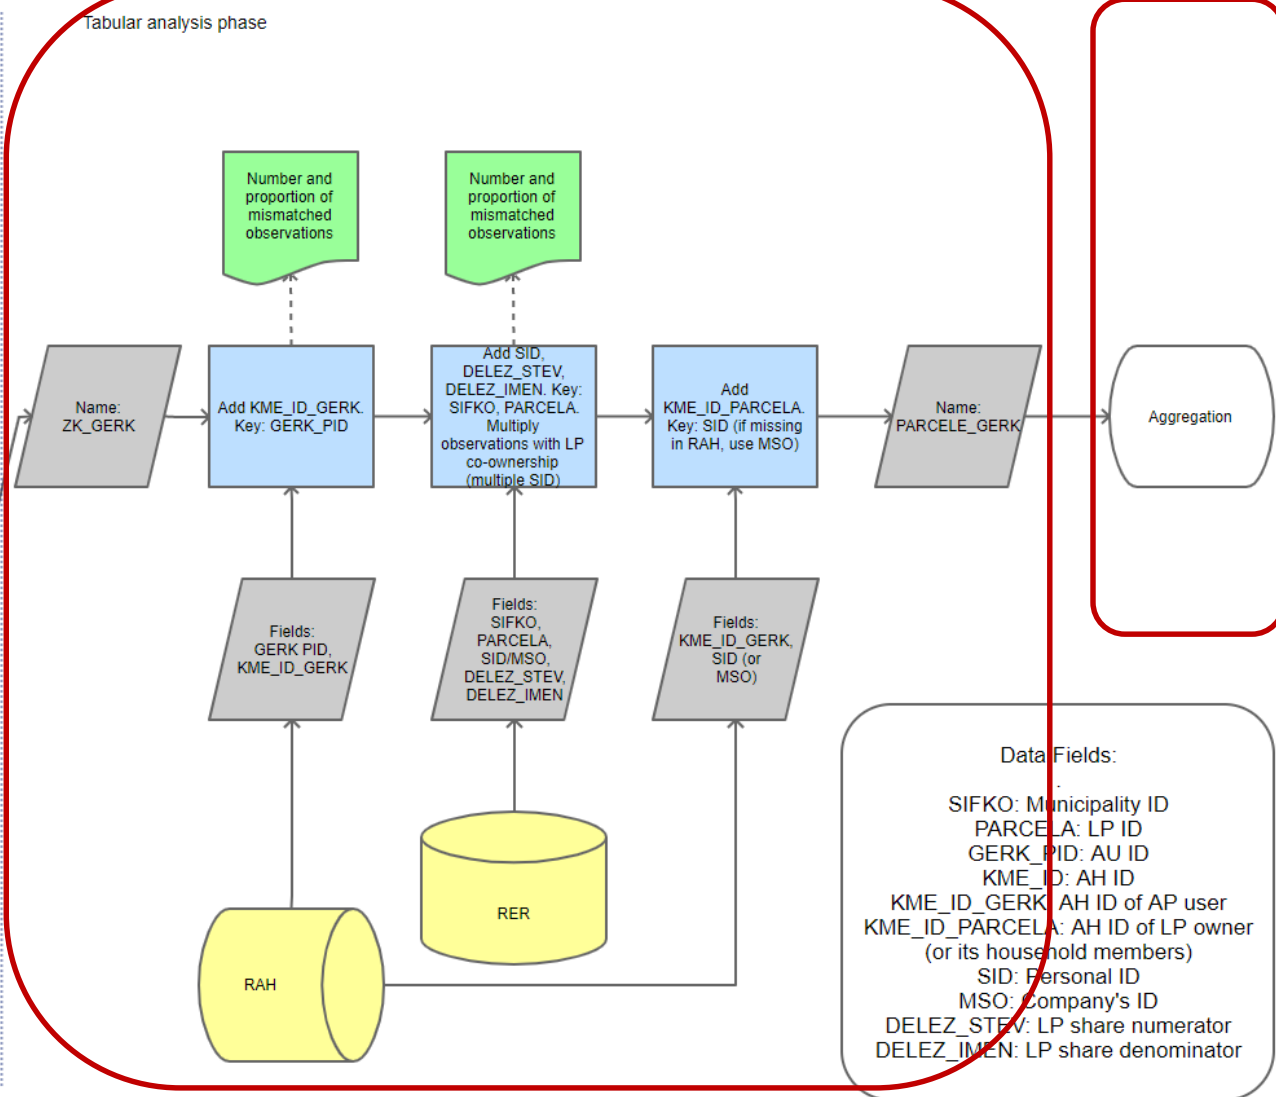 Tabular analysis phase
Number and
proportion of
mismatched
observations
Number and
proportion of
mismatched
observations
Name:
ZK_GERK
Add KME_ID_GERK.
Key: GERK_PID
Add SID,
DELEZ_STEV,
DELEZ_IMEN. Key:
SIFKO, PARCELA.
Multiply
observations with LP
co-ownership
(multiple SID)
Add
KME_ID_PARCELA.
Key: SID (if missing
in RAH, use MSO)
Name:
PARCELE_GERK
Aggregation
Fields:
GERK PID,
KME_ID_GERK
Fields:
SIFKO,
PARCELA,
SID/MSO,
DELEZ_STEV,
DELEZ_IMEN
Fields:
KME_ID_GERK,
SID (or
MSO)
RER
RAH
Data Fields:
.
SIFKO: Municipality ID
PARCELA: LP ID
GERK_PID: AU ID
KME_ID: AH ID
KME_ID_GERK: AH ID of AP user
KME_ID_PARCELA: AH ID of LP owner
(or its household members)
SID: Personal ID
MSO: Company's ID
DELEZ_STEV: LP share numerator
DELEZ_IMEN: LP share denominator